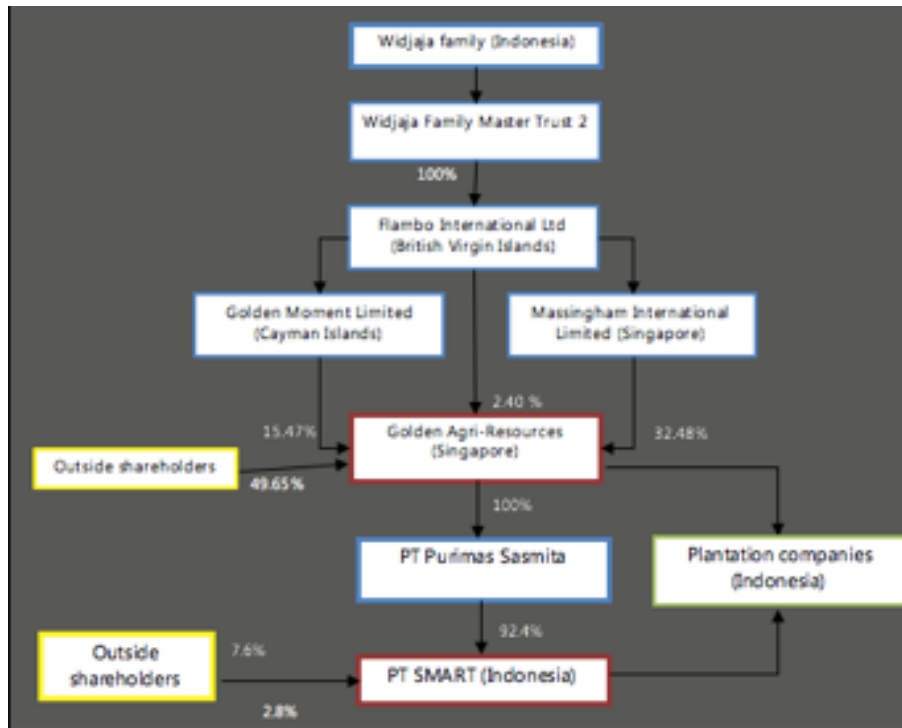 Widjaja family (Indonesia)
Widjaja Family Master Trust 2
100%
Flambo International Ltd
(British Virgin Islands)
Golden Moment Limited
(Cayman Islands)
Massingham International
Limited (Singapore)
2.40 %
15.47%
Golden Agri-Resources
(Singapore)
32.48%
Outside shareholders
49.65%
100%
PT Purimas Sasmita
Plantation companies
(Indonesia)
92.4%
Outside
shareholders
7.6%
PT SMART (Indonesia)
2.8%